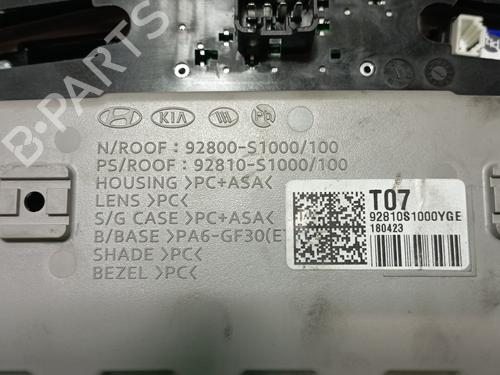 KIA
N/ROOF : 92800-S1000/100
PS/ROOF : 92810-S1000/100
HOUSING >PC+ASA<
LENS >PC<
S/G CASE >PC+ASA<
B/BASE >PA6-GF30(E
SHADE >PC<
BEZEL >PC<
T07
92810S1000YGE
180423
B-PARTS